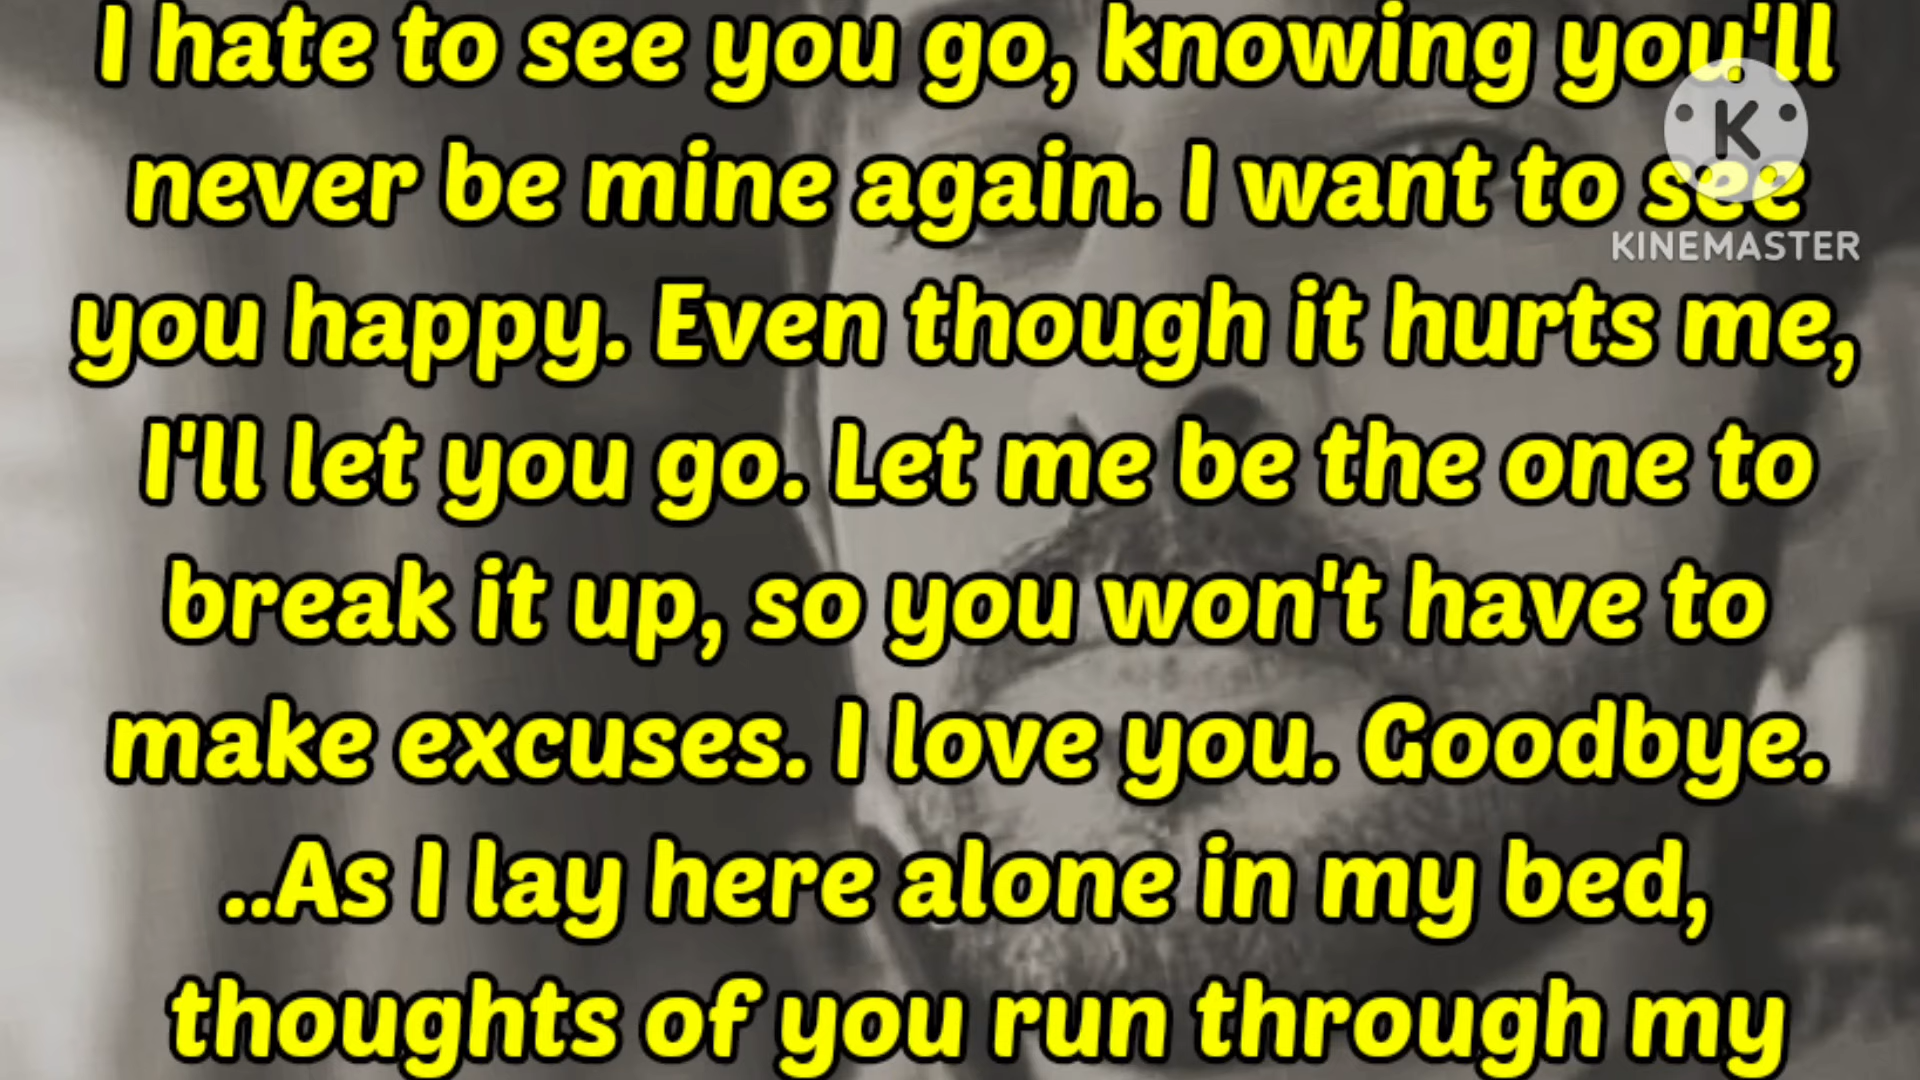 I hate to see you go, knowing you'll
never be mine again. I want to see
you happy. Even though it hurts me,
I'll let you go. Let me be the one to
break it up, so you won't have to
make excuses. I love you. Goodbye.
..As I lay here alone in my bed,
thoughts of you run through my
K
KINEMASTER